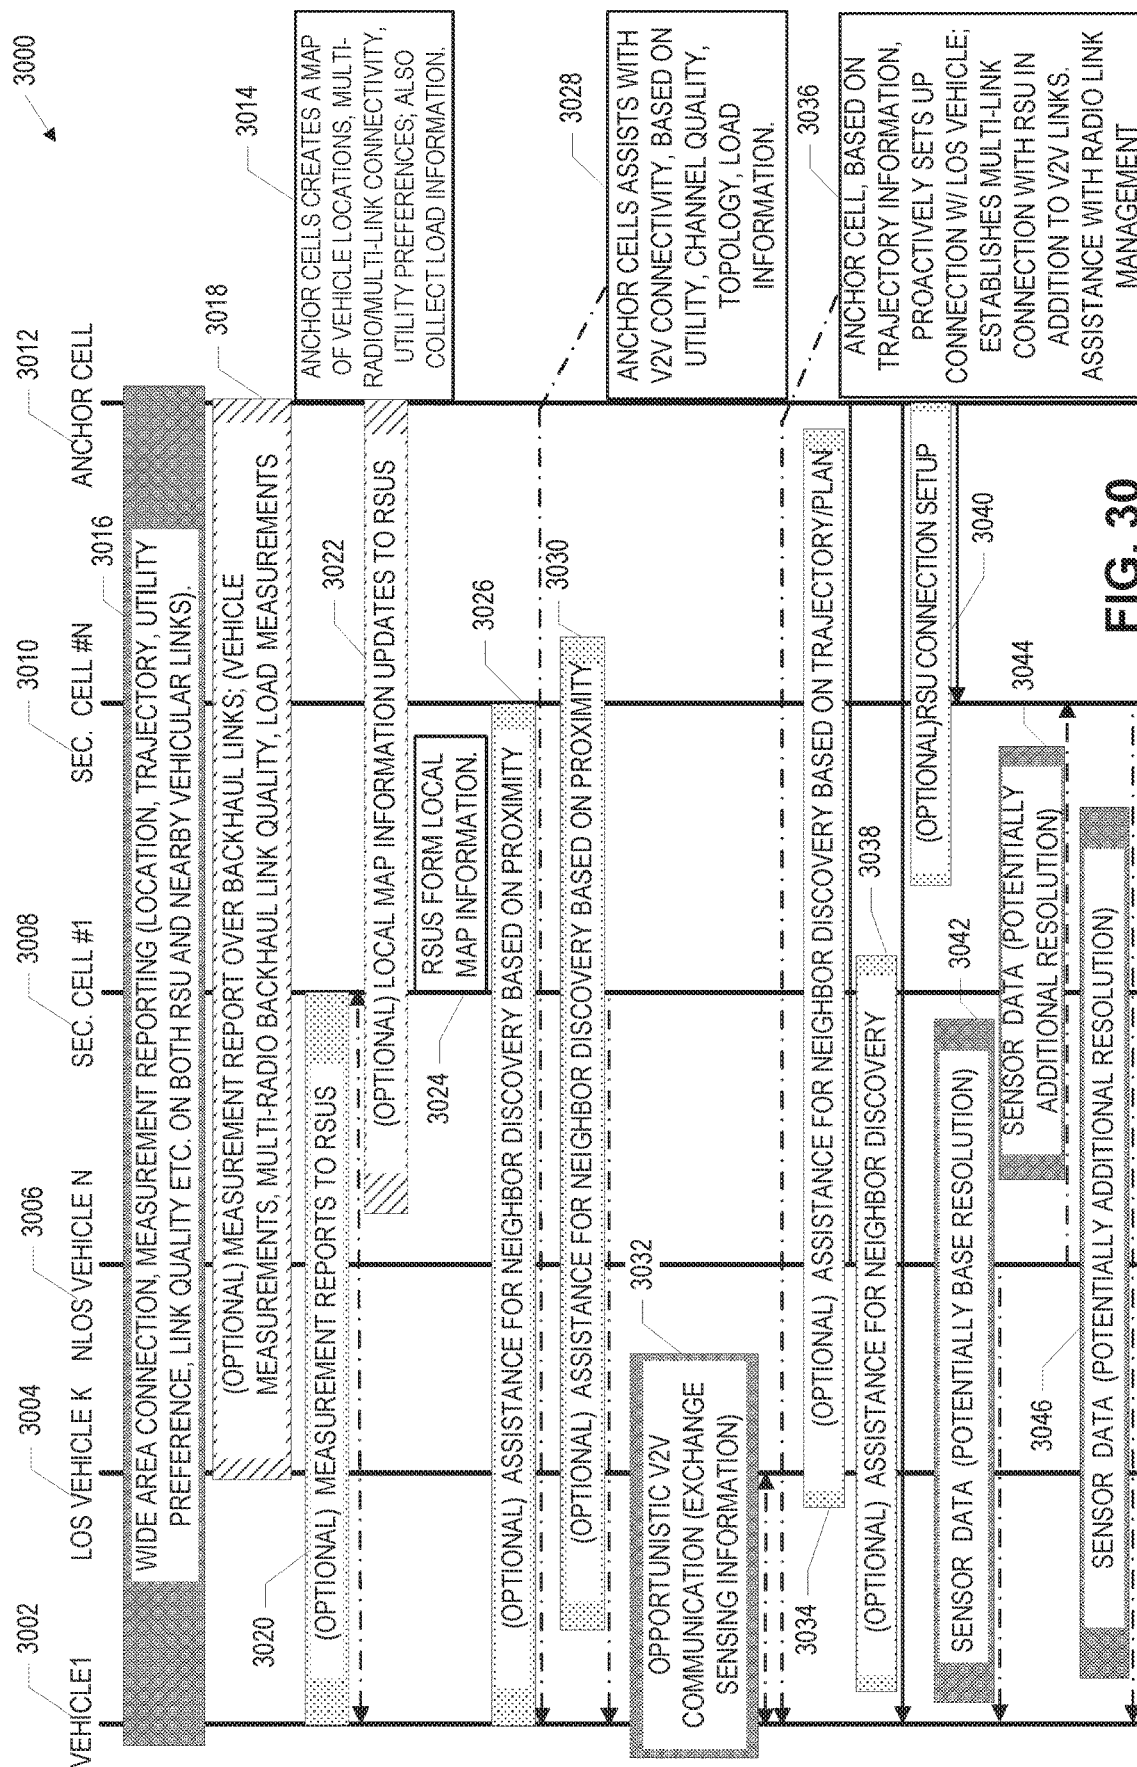 3000
3002
3004
3006
3008
3010
3012
VEHICLE1
LOS VEHICLE K
NLOS VEHICLE N
SEC. CELL #1
SEC. CELL #N
ANCHOR CELL
3016
WIDE AREA CONNECTION, MEASUREMENT REPORTING (LOCATION, TRAJECTORY, UTILITY
PREFERENCE, LINK QUALITY ETC. ON BOTH RSU AND NEARBY VEHICULAR LINKS).
3018
(OPTIONAL) MEASUREMENT REPORT OVER BACKHAUL LINKS; (VEHICLE
MEASUREMENTS, MULTI-RADIO BACKHAUL LINK QUALITY, LOAD MEASUREMENTS
3014
ANCHOR CELLS CREATES A MAP
OF VEHICLE LOCATIONS, MULTI-
RADIO/MULTI-LINK CONNECTIVITY,
UTILITY PREFERENCES; ALSO
COLLECT LOAD INFORMATION.
3020
(OPTIONAL) MEASUREMENT REPORTS TO RSUS
3022
(OPTIONAL) LOCAL MAP INFORMATION UPDATES TO RSUS
3024
RSUS FORM LOCAL
MAP INFORMATION.
3026
(OPTIONAL) ASSISTANCE FOR NEIGHBOR DISCOVERY BASED ON PROXIMITY
3028
ANCHOR CELLS ASSISTS WITH
V2V CONNECTIVITY, BASED ON
UTILITY, CHANNEL QUALITY,
TOPOLOGY, LOAD
INFORMATION.
3030
(OPTIONAL) ASSISTANCE FOR NEIGHBOR DISCOVERY BASED ON PROXIMITY
3032
OPPORTUNISTIC V2V
COMMUNICATION (EXCHANGE
SENSING INFORMATION)
3034
(OPTIONAL) ASSISTANCE FOR NEIGHBOR DISCOVERY BASED ON TRAJECTORY/PLAN
3036
ANCHOR CELL, BASED ON
TRAJECTORY INFORMATION,
PROACTIVELY SETS UP
CONNECTION W/ LOS VEHICLE;
ESTABLISHES MULTI-LINK
CONNECTION WITH RSU IN
ADDITION TO V2V LINKS.
ASSISTANCE WITH RADIO LINK
MANAGEMENT
3038
(OPTIONAL) ASSISTANCE FOR NEIGHBOR DISCOVERY
(OPTIONAL)RSU CONNECTION SETUP
3040
3042
SENSOR DATA (POTENTIALLY BASE RESOLUTION)
3044
SENSOR DATA (POTENTIALLY
ADDITIONAL RESOLUTION)
3046
SENSOR DATA (POTENTIALLY ADDITIONAL RESOLUTION)
FIG. 30